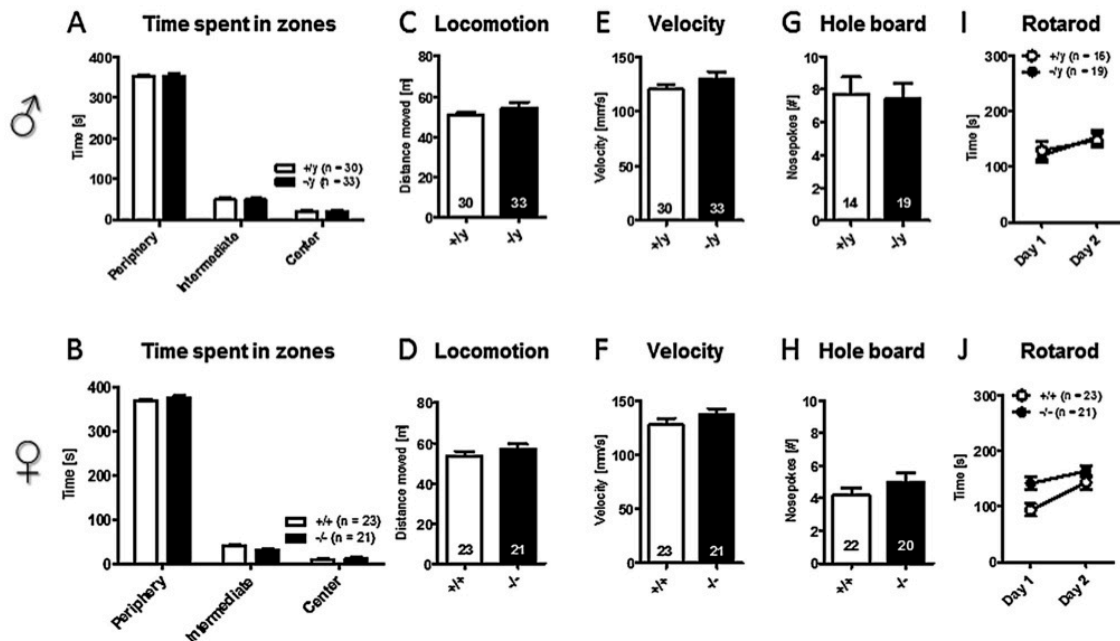 A Time spent in zones
Time [s]
400
300
200
100
0
+/y (n = 30)
-/y (n = 33)
Periphery
Intermediate
Center
C Locomotion
Distance moved [m]
80
60
40
20
0
30
33
+/y
-/y
E Velocity
Velocity [mm/s]
150
100
50
0
30
33
+/y
-/y
G Hole board
Nosepokes [#]
10
8
6
4
2
0
14
19
+/y
-/y
I Rotarod
+/y (n = 16)
-/y (n = 19)
Time [s]
300
200
100
0
Day 1
Day 2
B Time spent in zones
Time [s]
400
300
200
100
0
+/+ (n = 23)
-/- (n = 21)
Periphery
Intermediate
Center
D Locomotion
Distance moved [m]
80
60
40
20
0
23
21
+/+
-/-
F Velocity
Velocity [mm/s]
150
100
50
0
23
21
+/+
-/-
H Hole board
Nosepokes [#]
10
8
6
4
2
0
22
20
+/+
-/-
J Rotarod
+/+ (n = 23)
-/- (n = 21)
Time [s]
300
200
100
0
Day 1
Day 2